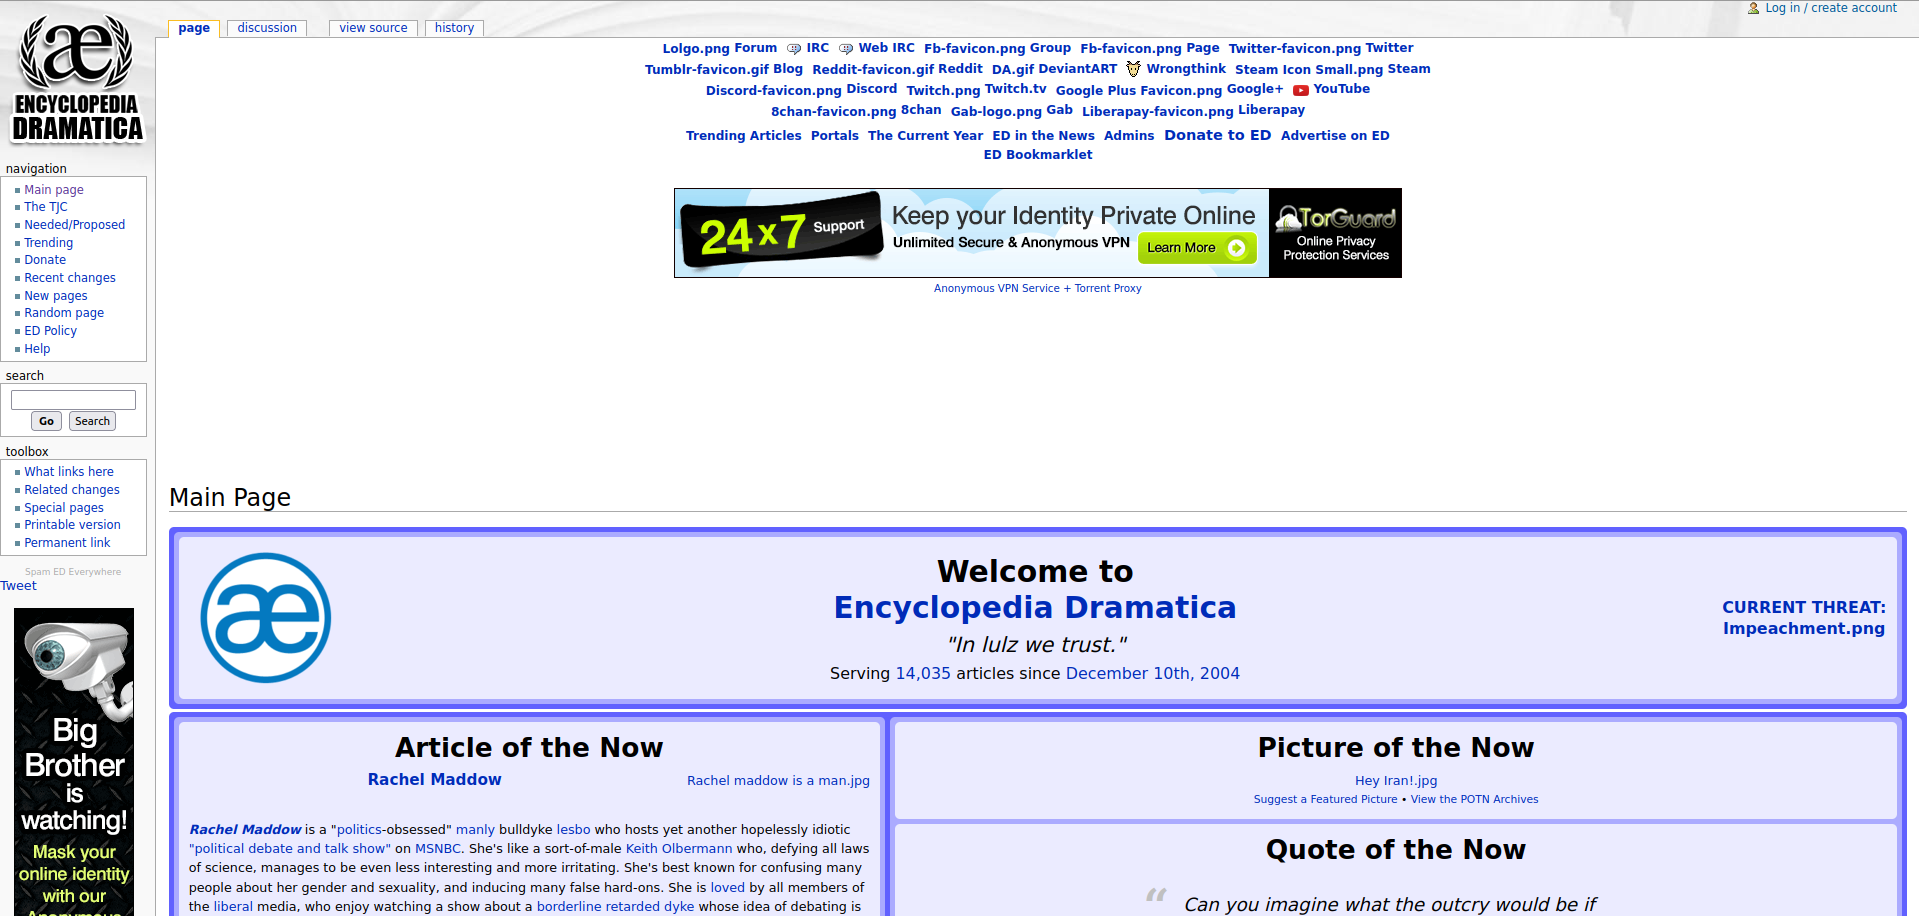 page discussion view source history
Log in / create account
æ
ENCYCLOPEDIA
DRAMATICA
navigation
Main page
The TJC
Needed/Proposed
Trending
Donate
Recent changes
New pages
Random page
ED Policy
Help
search
Go Search
toolbox
What links here
Related changes
Special pages
Printable version
Permanent link
Spam ED Everywhere
Tweet
Big
Brother
is
watching!
Mask your
online identity
with our
Anonymous
Lolgo.png Forum IRC Web IRC Fb-favicon.png Group Fb-favicon.png Page Twitter-favicon.png Twitter
Tumblr-favicon.gif Blog Reddit-favicon.gif Reddit DA.gif DeviantART Wrongthink Steam Icon Small.png Steam
Discord-favicon.png Discord Twitch.png Twitch.tv Google Plus Favicon.png Google+ YouTube
8chan-favicon.png 8chan Gab-logo.png Gab Liberapay-favicon.png Liberapay
Trending Articles Portals The Current Year ED in the News Admins Donate to ED Advertise on ED
ED Bookmarklet
24x7 Support
Keep your Identity Private Online
Unlimited Secure & Anonymous VPN
Learn More
TorGuard
Online Privacy
Protection Services
Anonymous VPN Service + Torrent Proxy
Main Page
æ
Welcome to
Encyclopedia Dramatica
"In lulz we trust."
Serving 14,035 articles since December 10th, 2004
CURRENT THREAT:
Impeachment.png
Article of the Now
Rachel Maddow
Rachel maddow is a man.jpg
Rachel Maddow is a "politics-obsessed" manly bulldyke lesbo who hosts yet another hopelessly idiotic
"political debate and talk show" on MSNBC. She's like a sort-of-male Keith Olbermann who, defying all laws
of science, manages to be even less interesting and more irritating. She's best known for confusing many
people about her gender and sexuality, and inducing many false hard-ons. She is loved by all members of
the liberal media, who enjoy watching a show about a borderline retarded dyke whose idea of debating is
Picture of the Now
Hey Iran!.jpg
Suggest a Featured Picture • View the POTN Archives
Quote of the Now
“ Can you imagine what the outcry would be if